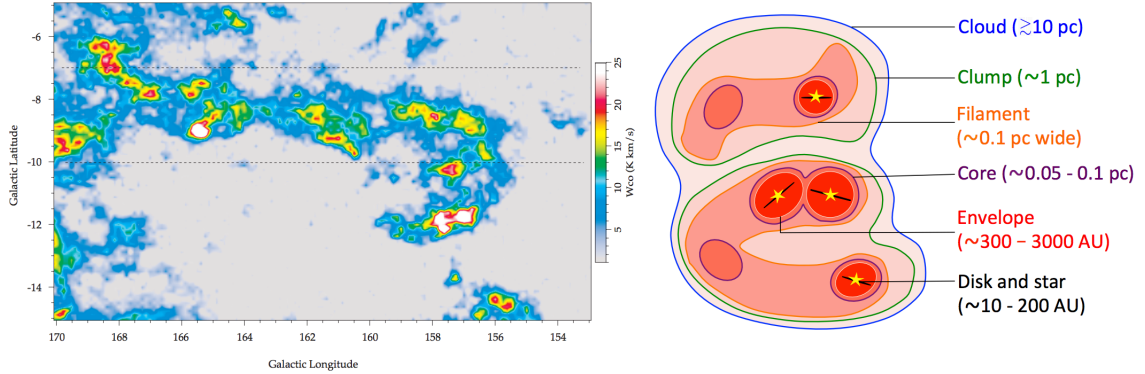 -6
-8
-10
-12
-14
Galactic Latitude
170
168
166
164
162
160
158
156
154
Galactic Longitude
25
20
15
10
5
Wco (K km/s)
Cloud (≳10 pc)
Clump (~1 pc)
Filament
(~0.1 pc wide)
Core (~0.05 - 0.1 pc)
Envelope
(~300 – 3000 AU)
Disk and star
(~10 - 200 AU)